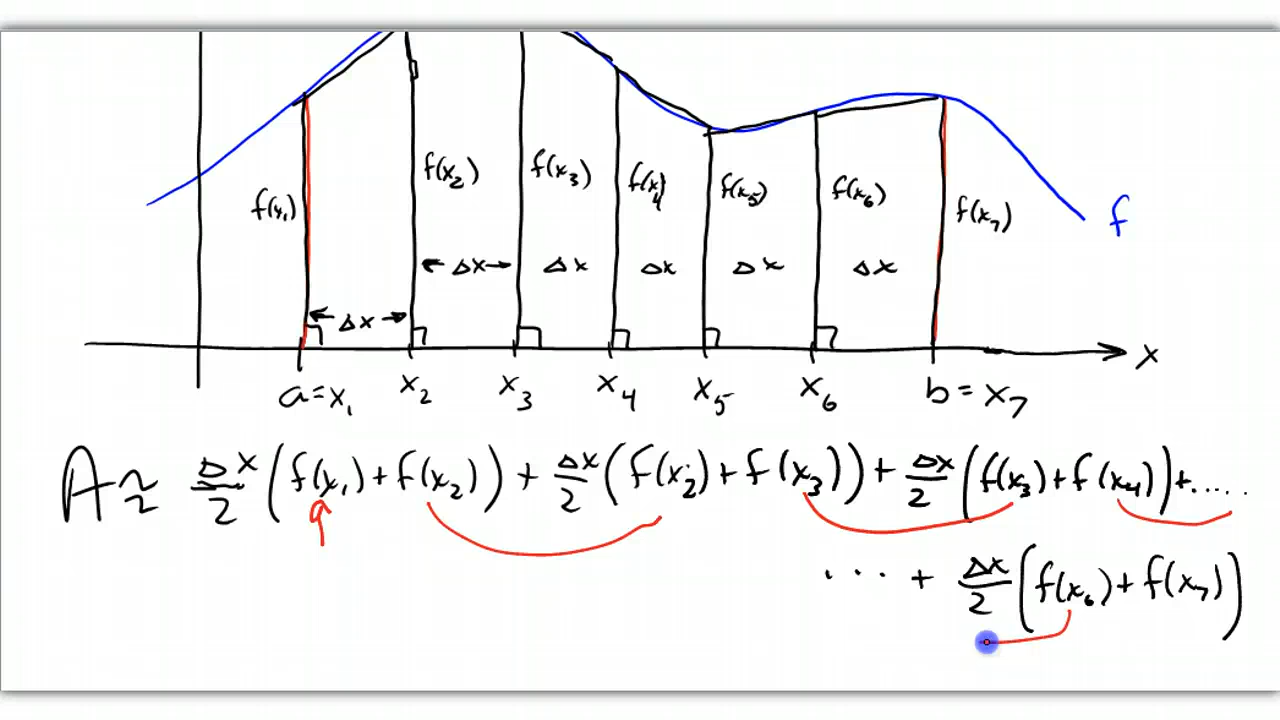 f(x₂) f(x₃) f(x₄) f(x₅) f(x₆)
f(x₁) f(x₇) f
Δx Δx Δx Δx Δx
Δx
x
a=x₁ x₂ x₃ x₄ x₅ x₆ b=x₇
A≈ Δx/2 (f(x₁)+f(x₂)) + Δx/2 (f(x₂)+f(x₃)) + Δx/2 (f(x₃)+f(x₄))+.....
... + Δx/2 (f(x₆)+f(x₇))